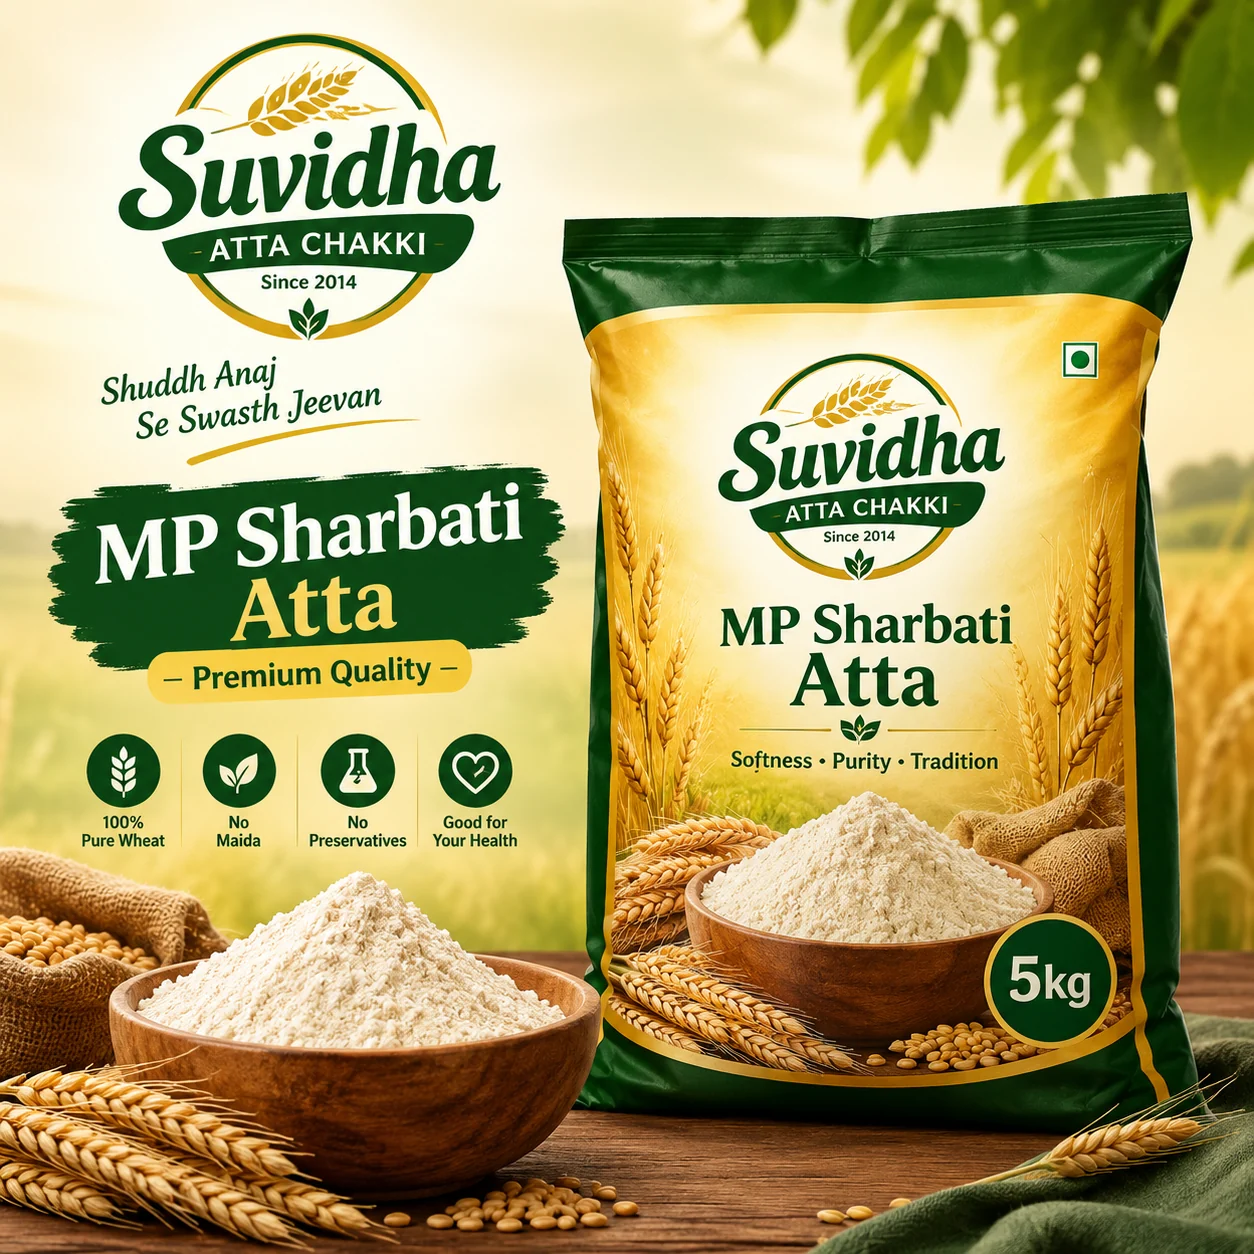 Suvidha
- ATTA CHAKKI -
Since 2014
Shuddh Anaj
Se Swasth Jeevan
MP Sharbati
Atta
– Premium Quality –
100%
Pure Wheat
No
Maida
No
Preservatives
Good for
Your Health
Suvidha
- ATTA CHAKKI -
Since 2014
MP Sharbati
Atta
Softness • Purity • Tradition
5kg